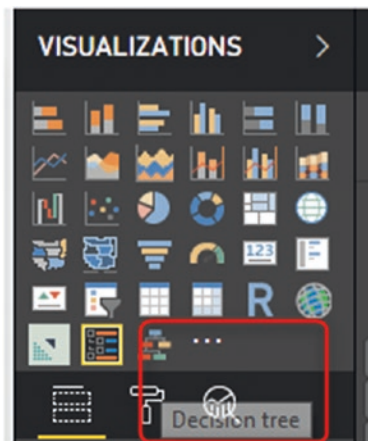 VISUALIZATIONS >
123
R
...
Decision tree